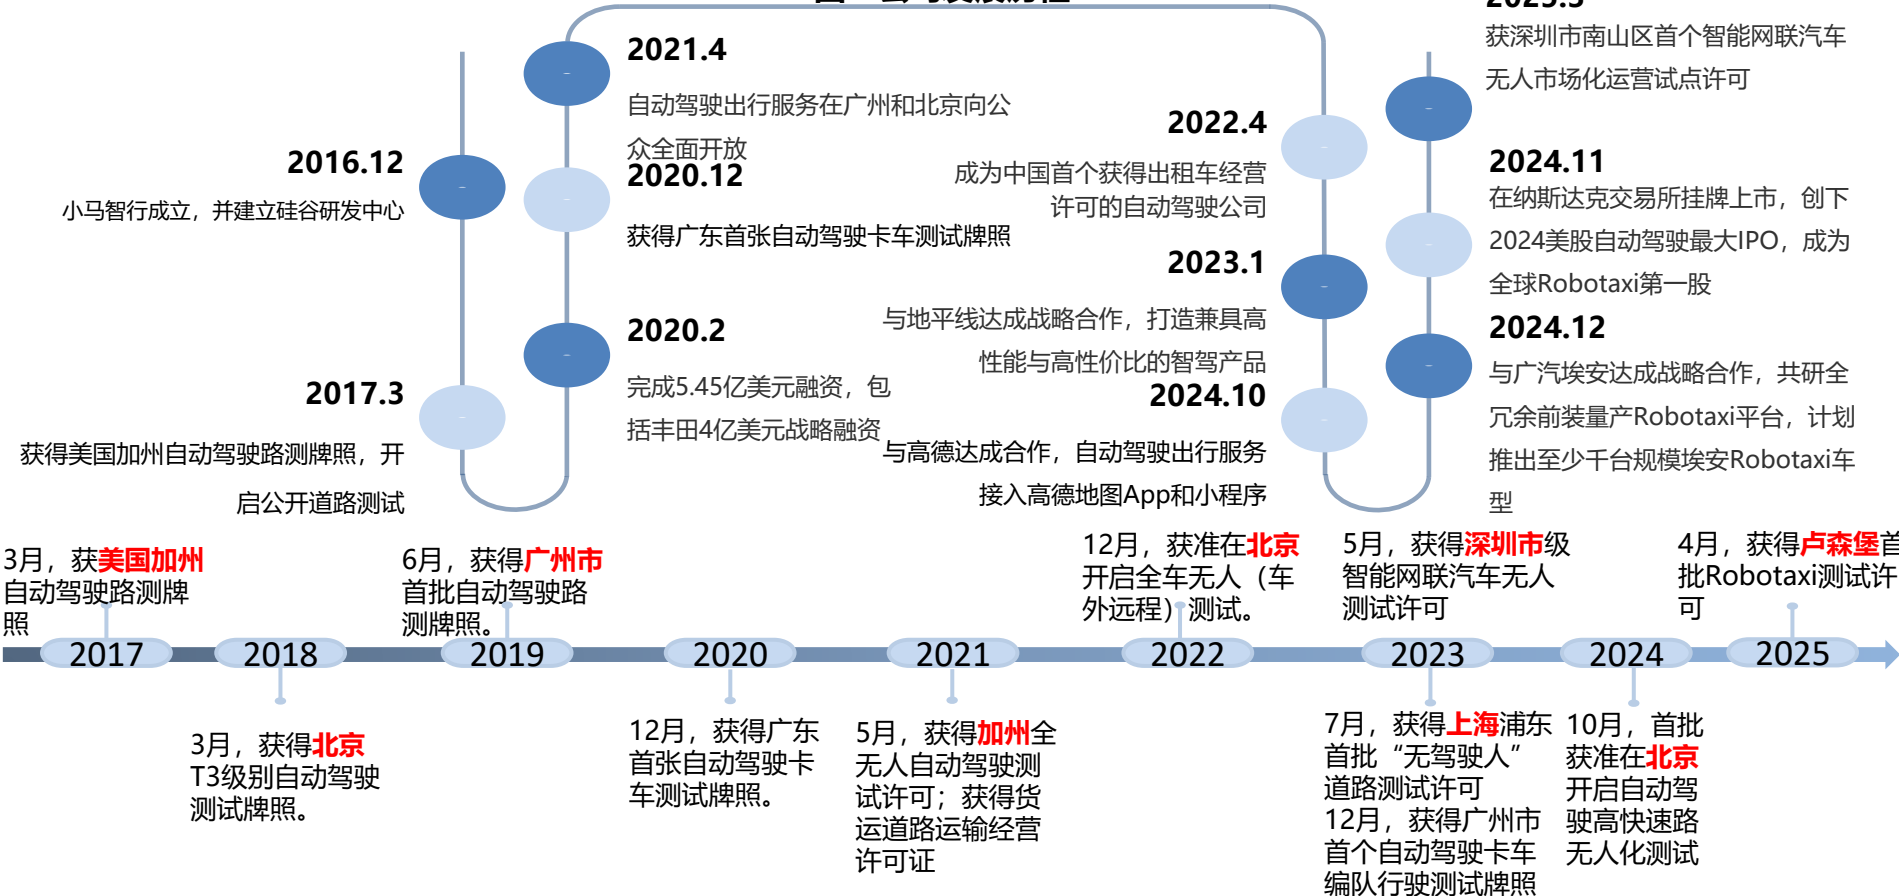 2016.12
小马智行成立，并建立硅谷研发中心
2017.3
获得美国加州自动驾驶路测牌照，开
启公开道路测试
2021.4
自动驾驶出行服务在广州和北京向公
众全面开放
2020.12
获得广东首张自动驾驶卡车测试牌照
2020.2
完成5.45亿美元融资，包
括丰田4亿美元战略融资
2022.4
成为中国首个获得出租车经营
许可的自动驾驶公司
2023.1
与地平线达成战略合作，打造兼具高
性能与高性价比的智驾产品
2024.10
与高德达成合作，自动驾驶出行服务
接入高德地图App和小程序
获深圳市南山区首个智能网联汽车
无人市场化运营试点许可
2024.11
在纳斯达克交易所挂牌上市，创下
2024美股自动驾驶最大IPO，成为
全球Robotaxi第一股
2024.12
与广汽埃安达成战略合作，共研全
冗余前装量产Robotaxi平台，计划
推出至少千台规模埃安Robotaxi车
型
3月，获美国加州
自动驾驶路测牌
照
6月，获得广州市
首批自动驾驶路
测牌照。
12月，获准在北京
开启全车无人（车
外远程）测试。
5月，获得深圳市级
智能网联汽车无人
测试许可
4月，获得卢森堡首
批Robotaxi测试许
可
2017
2018
2019
2020
2021
2022
2023
2024
2025
3月，获得北京
T3级别自动驾驶
测试牌照。
12月，获得广东
首张自动驾驶卡
车测试牌照。
5月，获得加州全
无人自动驾驶测
试许可；获得货
运道路运输经营
许可证
7月，获得上海浦东
首批“无驾驶人”
道路测试许可
12月，获得广州市
首个自动驾驶卡车
编队行驶测试牌照
10月，首批
获准在北京
开启自动驾
驶高快速路
无人化测试